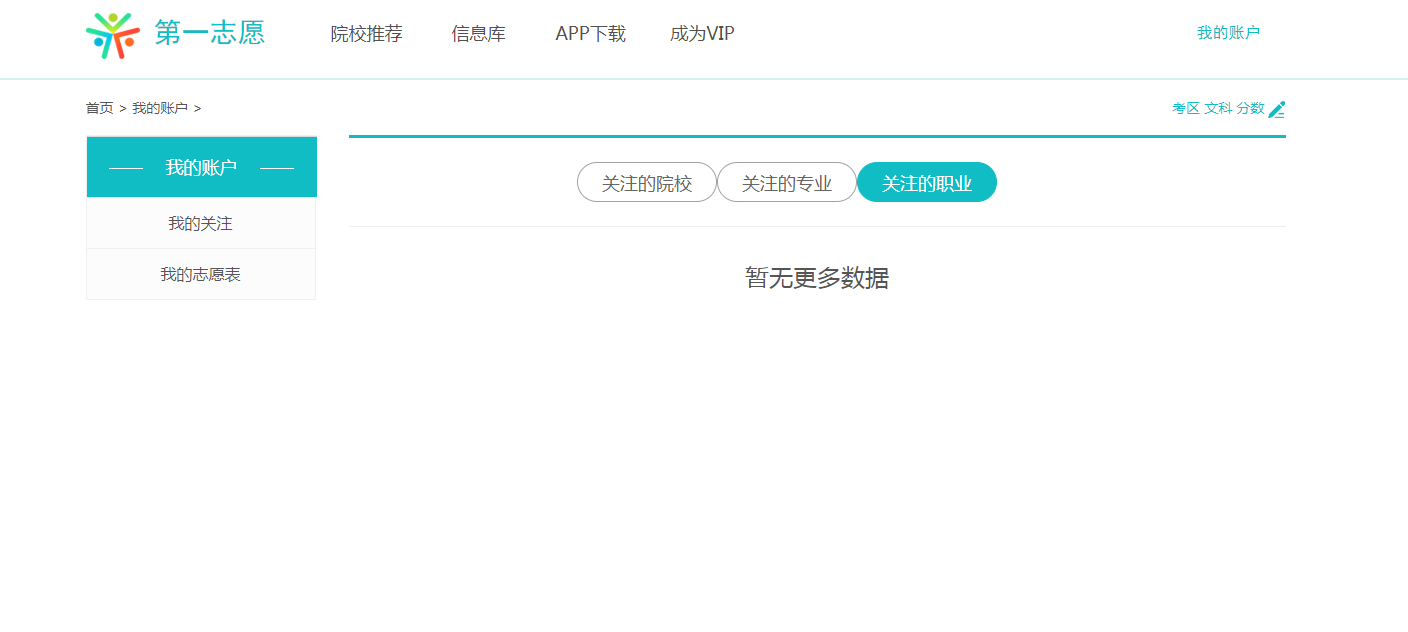 第一志愿 院校推荐 信息库 APP下载 成为VIP 我的账户
首页 > 我的账户 > 考区 文科 分数
我的账户
我的关注
我的志愿表
关注的院校 关注的专业 关注的职业
暂无更多数据